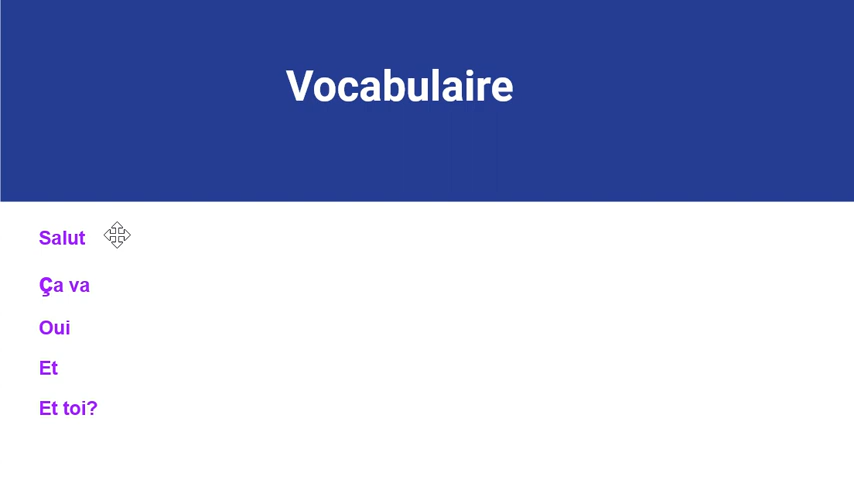 Vocabulaire
Salut
Ça va
Oui
Et
Et toi?